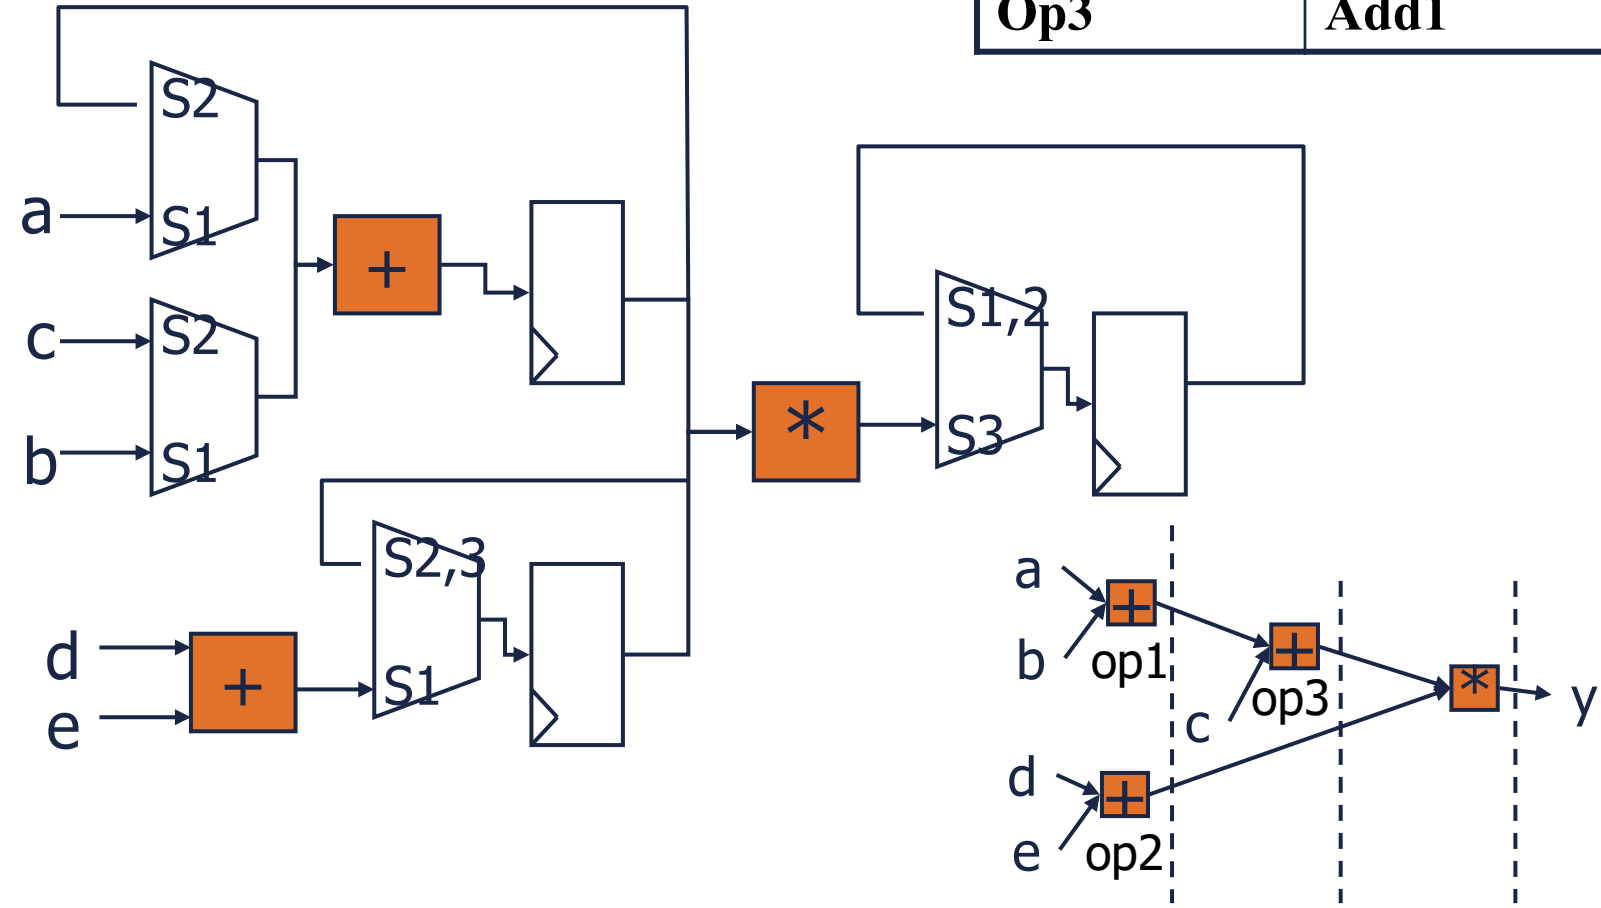 Op3 Add1
S2
a
S1
+
c
S2
b
S1
S1,2
*
S3
S2,3
d
+
S1
e
a
+
b
op1
+
op3
c
*
y
d
+
e
op2